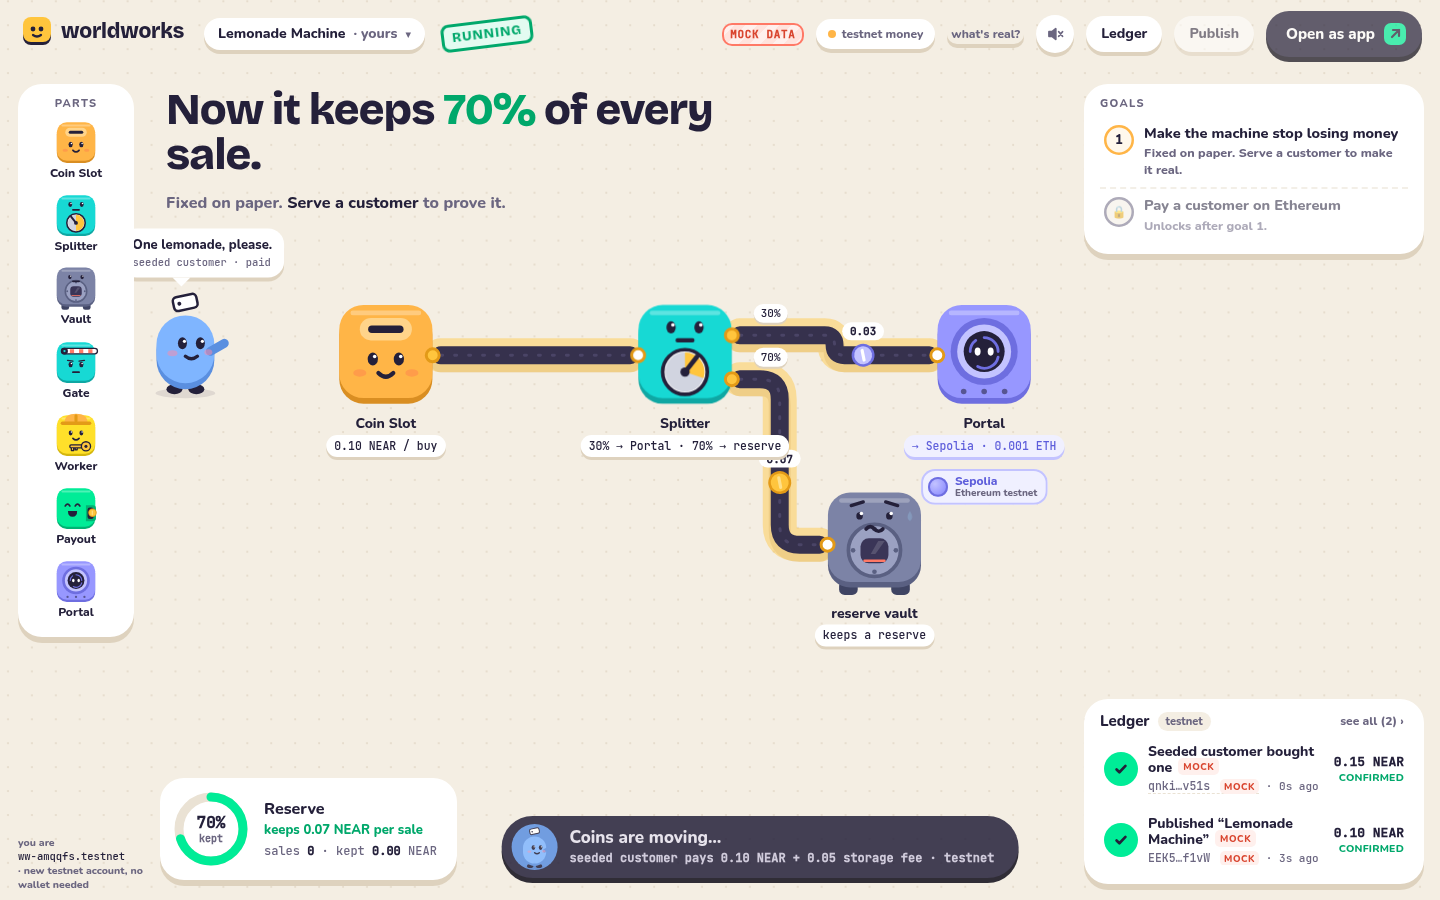 worldworks
Lemonade Machine · yours ▾
RUNNING
MOCK DATA
testnet money
what's real?
Ledger
Publish
Open as app
PARTS
Coin Slot
Splitter
Vault
Gate
Worker
Payout
Portal
Now it keeps 70% of every
sale.
Fixed on paper. Serve a customer to prove it.
One lemonade, please.
seeded customer · paid
GOALS
1
Make the machine stop losing money
Fixed on paper. Serve a customer to make
it real.
Pay a customer on Ethereum
Unlocks after goal 1.
30%
0.03
70%
Coin Slot
0.10 NEAR / buy
Splitter
30% → Portal · 70% → reserve
Portal
→ Sepolia · 0.001 ETH
Sepolia
Ethereum testnet
reserve vault
keeps a reserve
Ledger testnet
see all (2) ›
Seeded customer bought
one MOCK
qnki…v51s MOCK · 0s ago
0.15 NEAR
CONFIRMED
Published “Lemonade
Machine” MOCK
EEK5…f1vW MOCK · 3s ago
0.10 NEAR
CONFIRMED
70%
kept
Reserve
keeps 0.07 NEAR per sale
sales 0 · kept 0.00 NEAR
Coins are moving…
seeded customer pays 0.10 NEAR + 0.05 storage fee · testnet
you are
ww-amqqfs.testnet
· new testnet account, no
wallet needed